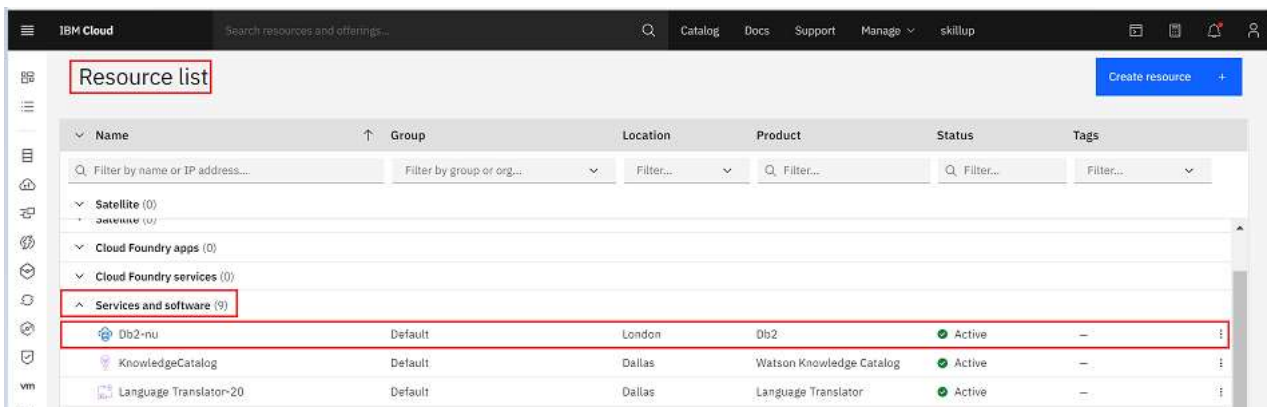 IBM Cloud Search resources and offerings... Catalog Docs Support Manage skillup
Resource list
Create resource +
Name Group Location Product Status Tags
Filter by name or IP address... Filter by group or org... Filter... Filter... Filter... Filter...
Satellite (0)
Satellite (0)
Cloud Foundry apps (0)
Cloud Foundry services (0)
Services and software (9)
Db2-nu Default London Db2 Active —
KnowledgeCatalog Default Dallas Watson Knowledge Catalog Active —
vm
Language Translator-20 Default Dallas Language Translator Active —